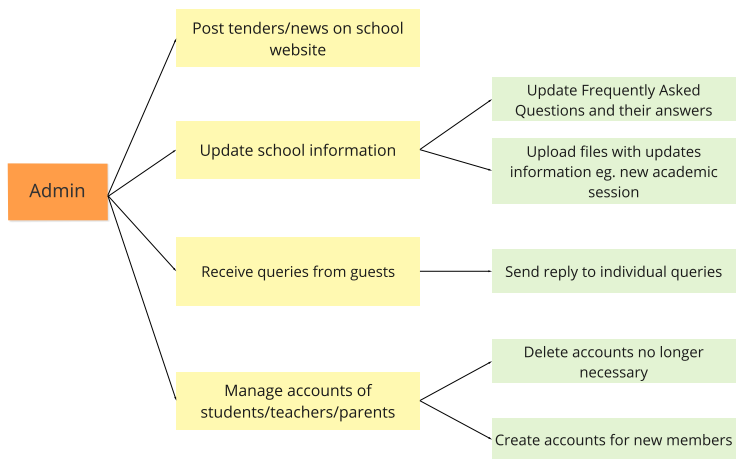 Post tenders/news on school
website
Update Frequently Asked
Questions and their answers
Update school information
Upload files with updates
information eg. new academic
session
Admin
Receive queries from guests
Send reply to individual queries
Delete accounts no longer
necessary
Manage accounts of
students/teachers/parents
Create accounts for new members